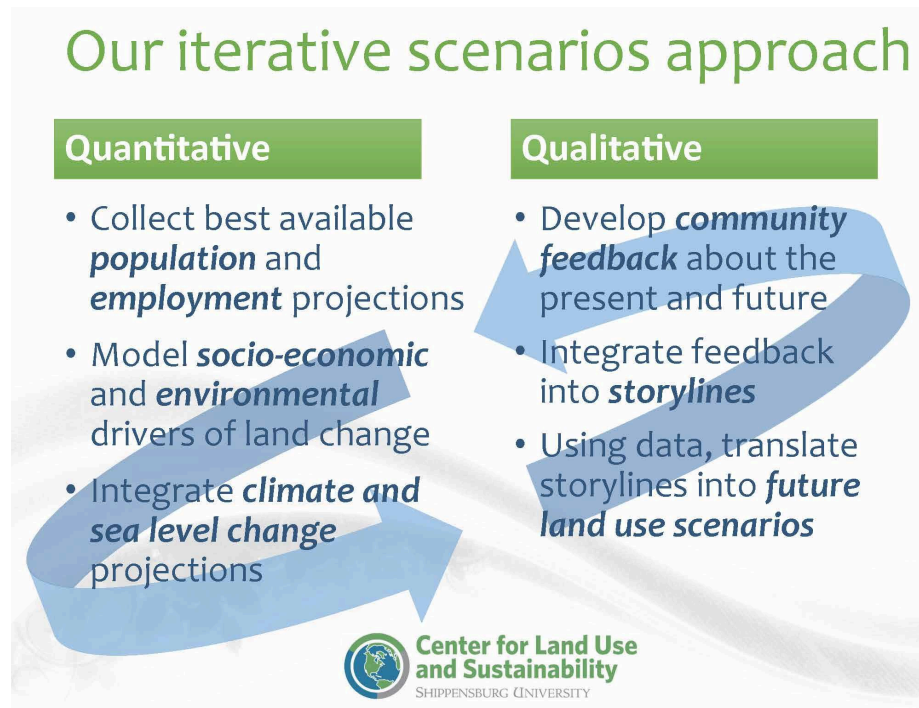 Our iterative scenarios approach
Quantitative
• Collect best available
population and
employment projections
• Model socio-economic
and environmental
drivers of land change
• Integrate climate and
sea level change
projections
Qualitative
• Develop community
feedback about the
present and future
• Integrate feedback
into storylines
• Using data, translate
storylines into future
land use scenarios
Center for Land Use
and Sustainability
SHIPPENSBURG UNIVERSITY